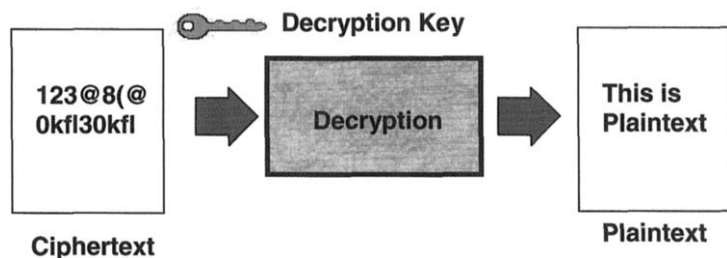 Decryption Key
123@8(@
0kfl30kfl
Decryption
This is
Plaintext
Ciphertext
Plaintext